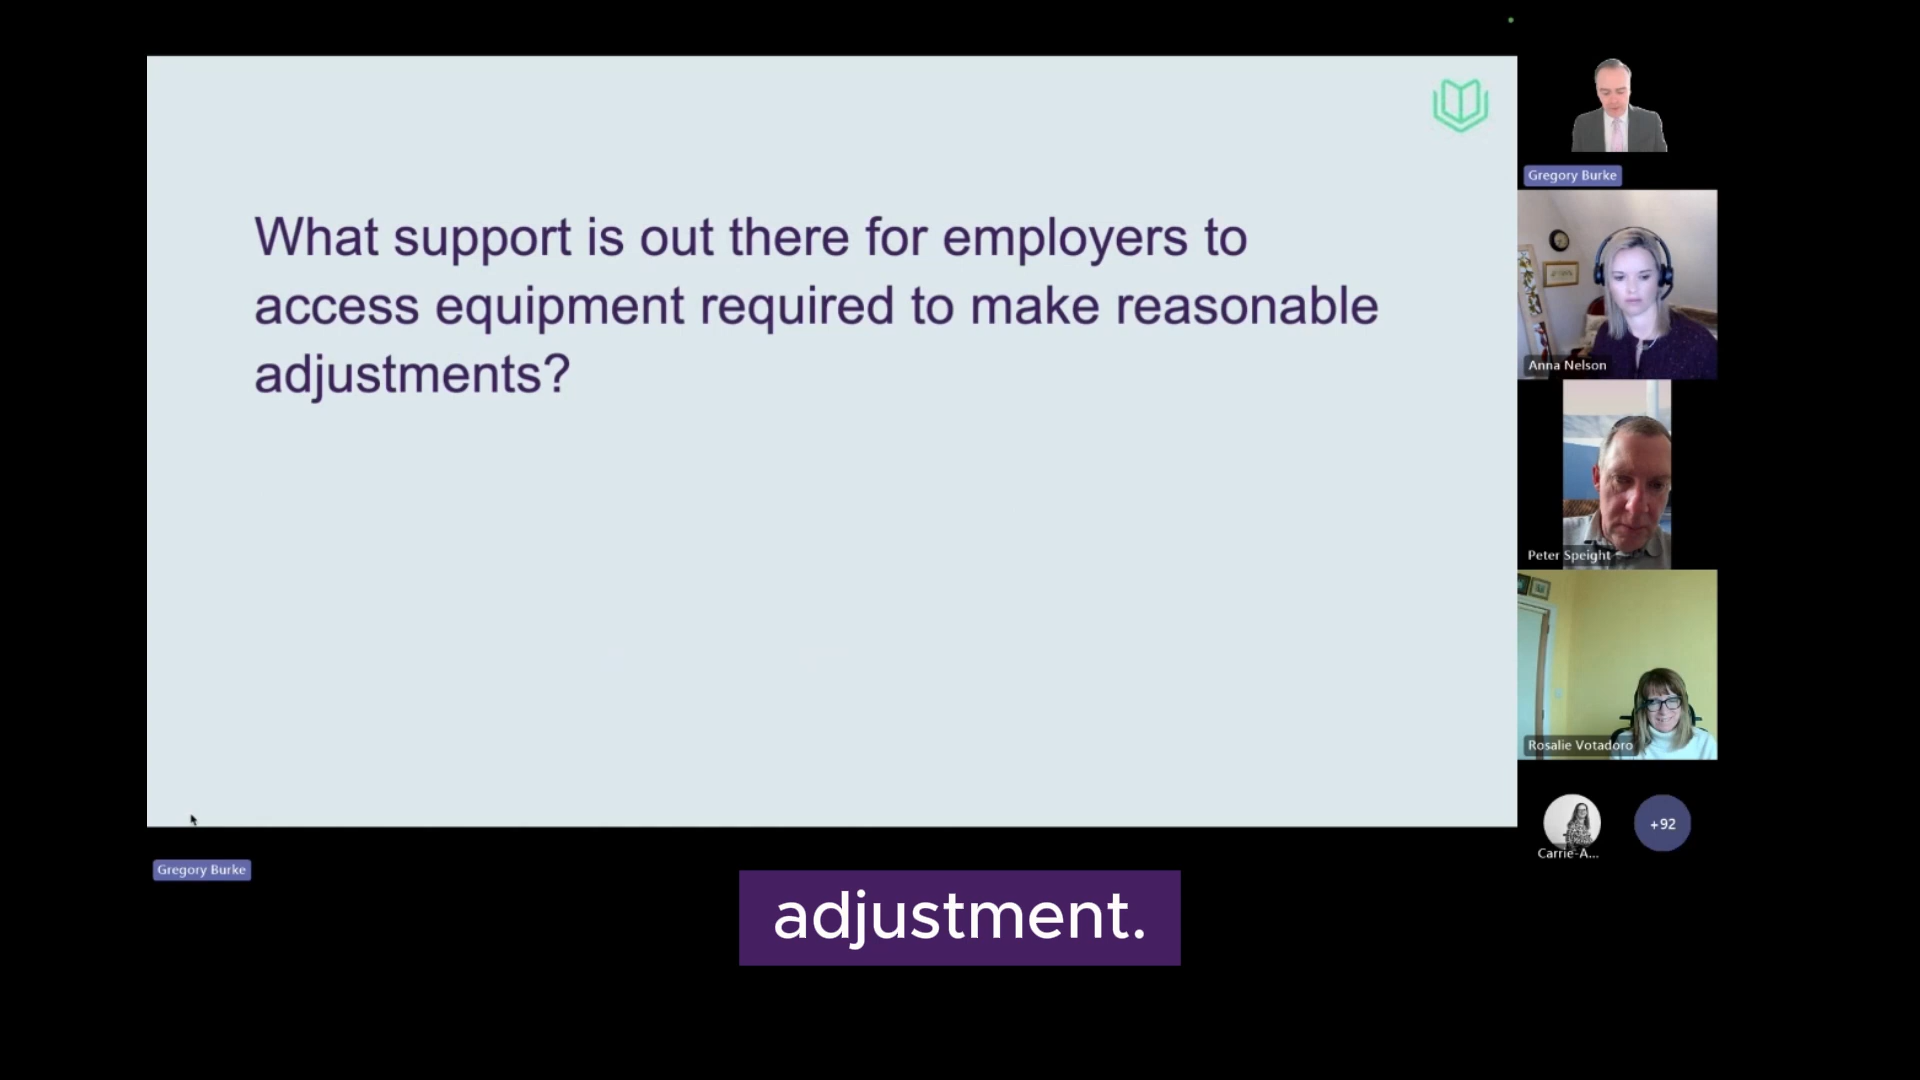 What support is out there for employers to
access equipment required to make reasonable
adjustments?
Gregory Burke
Anna Nelson
Peter Speight
Rosalie Votadoro
Carrie-A...
+92
Gregory Burke
adjustment.